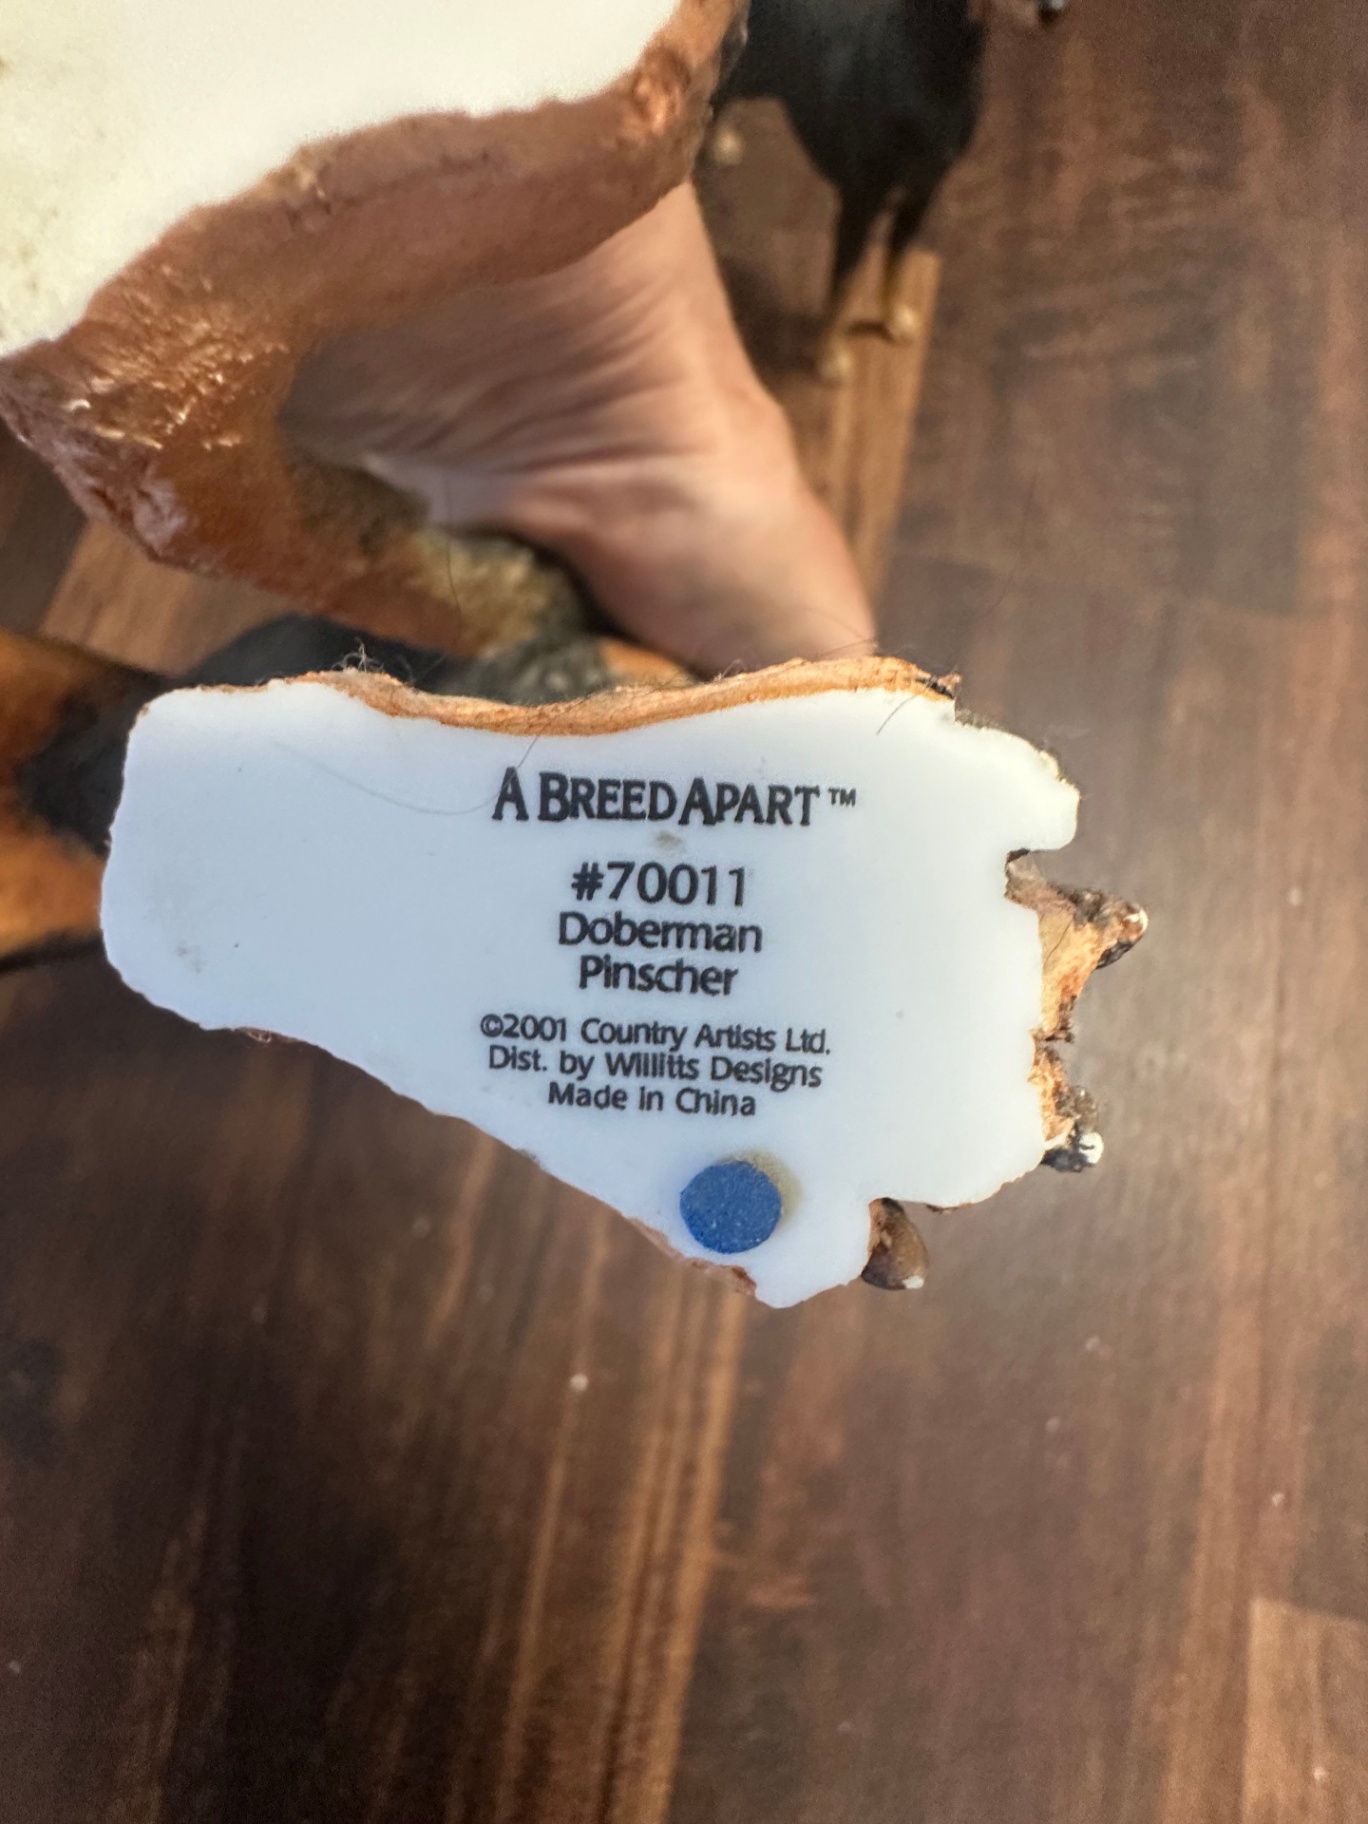 A BREED APART™
#70011
Doberman
Pinscher
©2001 Country Artists Ltd.
Dist. by Willitts Designs
Made in China